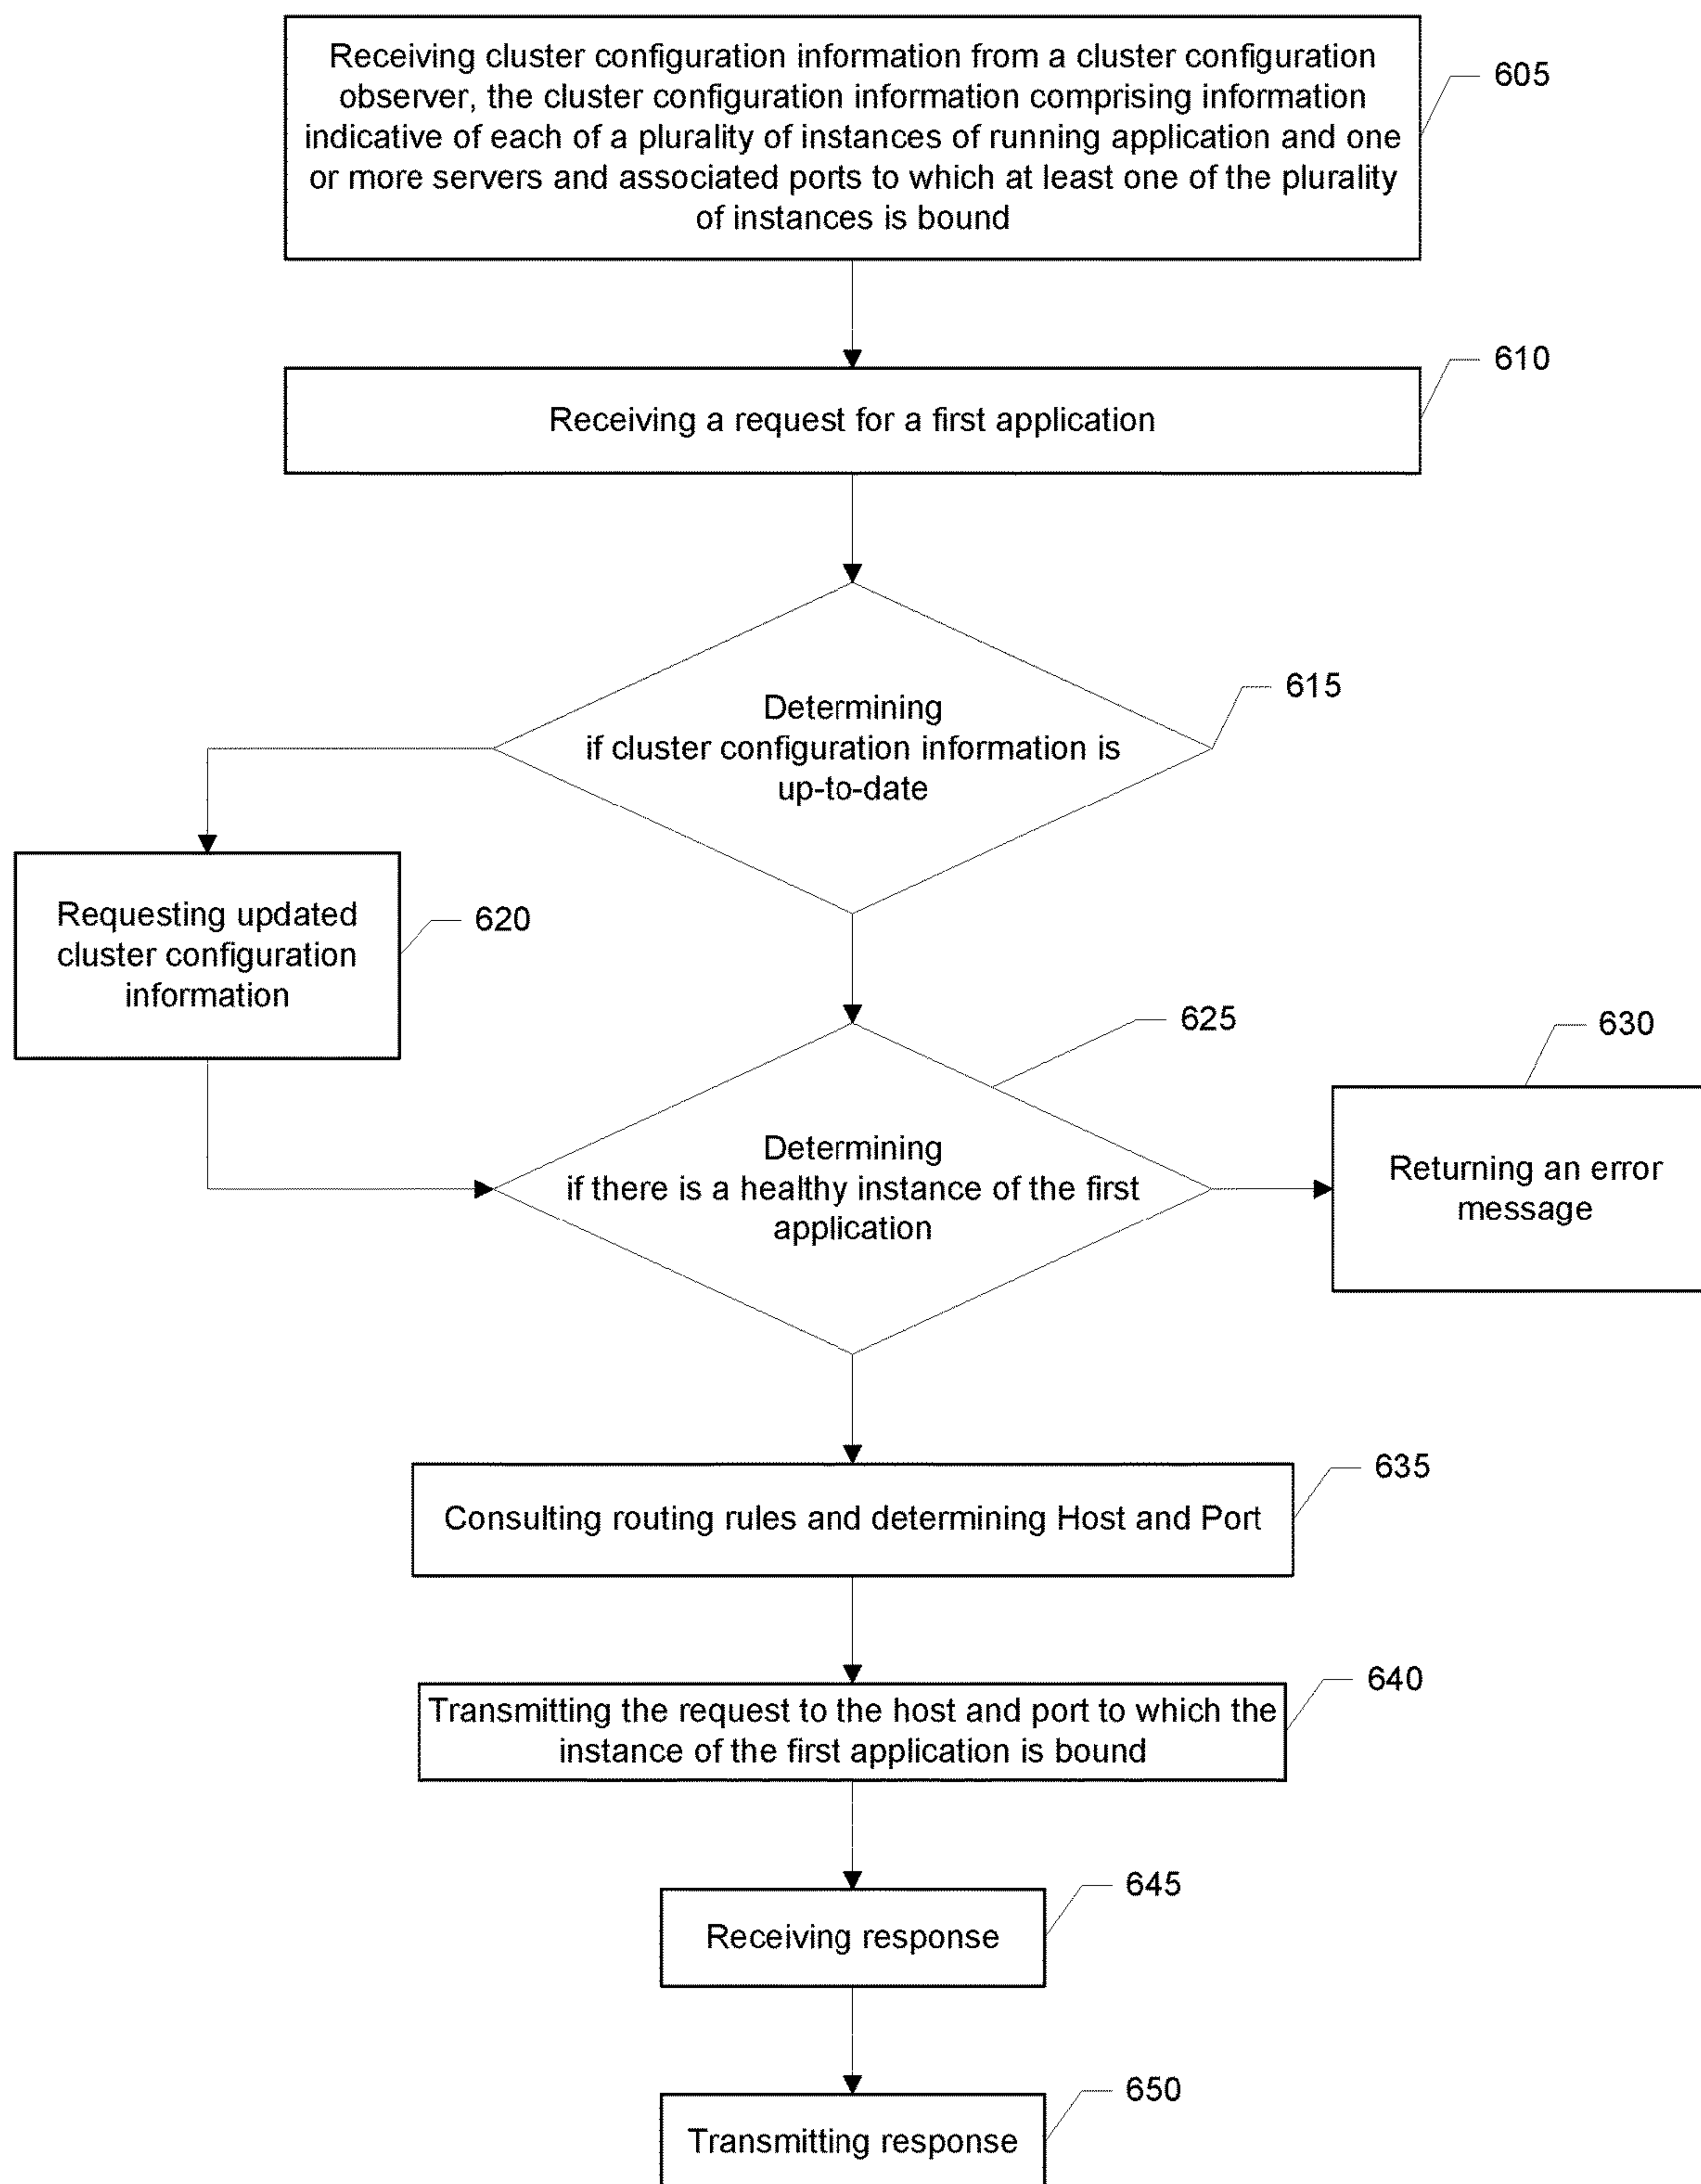 Receiving cluster configuration information from a cluster configuration
observer, the cluster configuration information comprising information
indicative of each of a plurality of instances of running application and one
or more servers and associated ports to which at least one of the plurality
of instances is bound
605
610
Receiving a request for a first application
615
Determining
if cluster configuration information is
up-to-date
Requesting updated
cluster configuration
information
620
625
630
Determining
if there is a healthy instance of the first
application
Returning an error
message
635
Consulting routing rules and determining Host and Port
640
Transmitting the request to the host and port to which the
instance of the first application is bound
645
Receiving response
650
Transmitting response